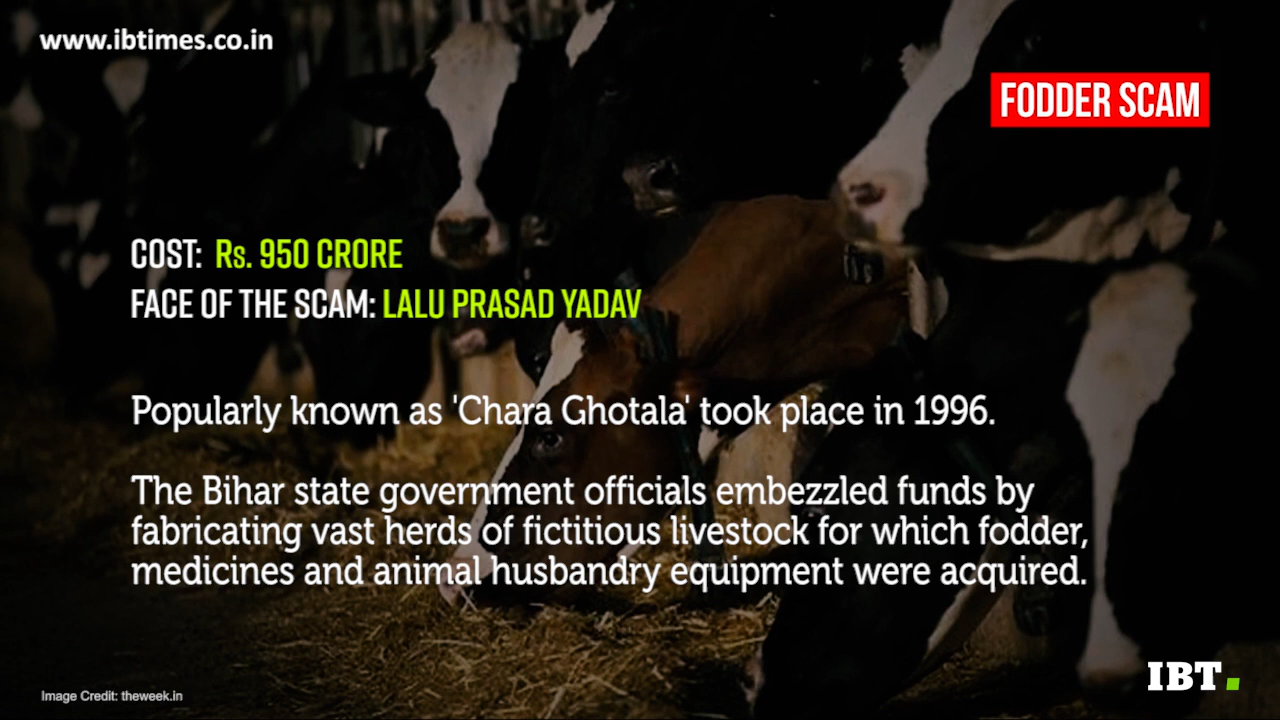 www.ibtimes.co.in
FODDER SCAM
COST: Rs. 950 CRORE
FACE OF THE SCAM: LALU PRASAD YADAV
Popularly known as 'Chara Ghotala' took place in 1996.
The Bihar state government officials embezzled funds by
fabricating vast herds of fictitious livestock for which fodder,
medicines and animal husbandry equipment were acquired.
Image Credit: theweek.in
IBT.